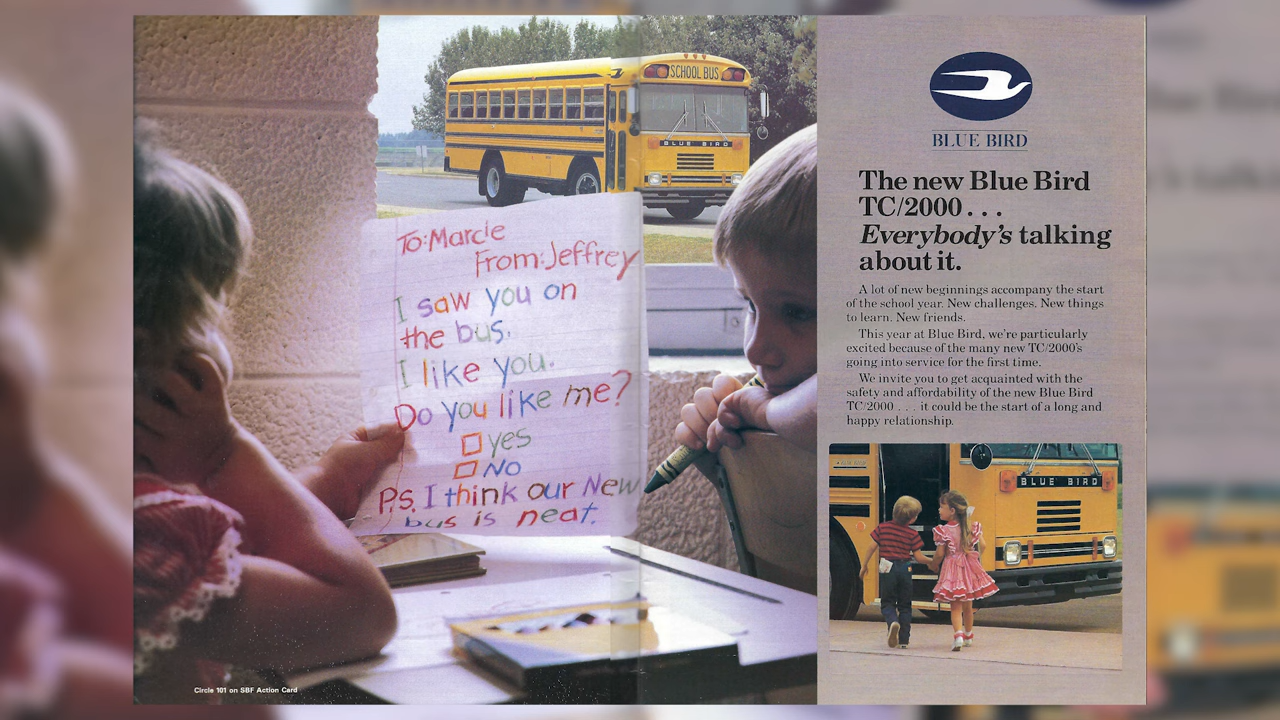 SCHOOL BUS
BLUE BIRD
To: Marcie
From: Jeffrey
I saw you on
the bus.
I like you.
Do you like me?
yes
NO
P.S. I think our New
bus is neat.
Circle 101 on SBF Action Card
BLUE BIRD
The new Blue Bird
TC/2000 . . .
Everybody's talking
about it.
A lot of new beginnings accompany the start
of the school year. New challenges. New things
to learn. New friends.
This year at Blue Bird, we're particularly
excited because of the many new TC/2000's
going into service for the first time.
We invite you to get acquainted with the
safety and affordability of the new Blue Bird
TC/2000 . . . it could be the start of a long and
happy relationship.
BLUE BIRD